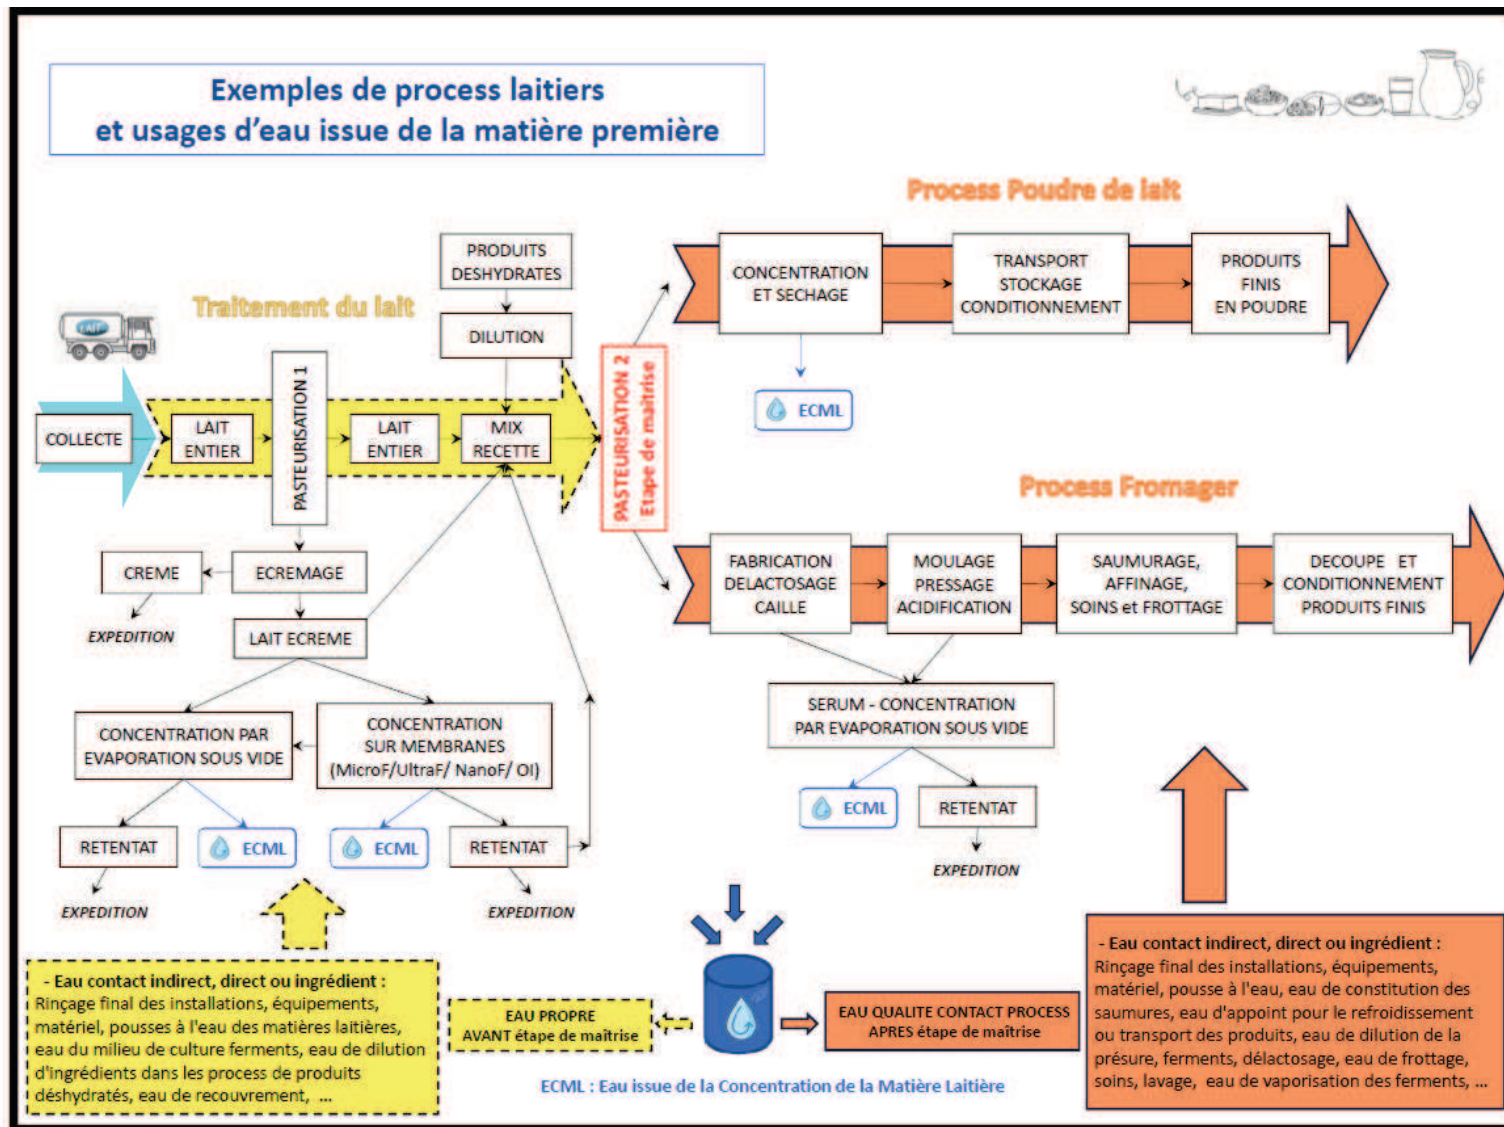 Exemples de process laitiers
et usages d'eau issue de la matière première
Process Poudre de lait
PRODUITS
DESHYDRATES
CONCENTRATION
ET SECHAGE
TRANSPORT
STOCKAGE
CONDITIONNEMENT
PRODUITS
FINIS
EN POUDRE
Traitement du lait
LAIT
DILUTION
PASTEURISATION 1
PASTEURISATION 2
Etape de maîtrise
ECML
COLLECTE
LAIT
ENTIER
LAIT
ENTIER
MIX
RECETTE
Process Fromager
CREME
ECREMAGE
EXPEDITION
LAIT ECREME
FABRICATION
DELACTOSAGE
CAILLE
MOULAGE
PRESSAGE
ACIDIFICATION
SAUMURAGE,
AFFINAGE,
SOINS et FROTTAGE
DECOUPE ET
CONDITIONNEMENT
PRODUITS FINIS
CONCENTRATION PAR
EVAPORATION SOUS VIDE
CONCENTRATION
SUR MEMBRANES
(MicroF/UltraF/ NanoF/ OI)
SERUM - CONCENTRATION
PAR EVAPORATION SOUS VIDE
RETENTAT
ECML
ECML
RETENTAT
ECML
RETENTAT
EXPEDITION
EXPEDITION
EXPEDITION
- Eau contact indirect, direct ou ingrédient :
Rinçage final des installations, équipements,
matériel, pousses à l'eau des matières laitières,
eau du milieu de culture ferments, eau de dilution
d'ingrédients dans les process de produits
déshydratés, eau de recouvrement, ...
EAU PROPRE
AVANT étape de maîtrise
EAU QUALITE CONTACT PROCESS
APRES étape de maîtrise
ECML : Eau issue de la Concentration de la Matière Laitière
- Eau contact indirect, direct ou ingrédient :
Rinçage final des installations, équipements,
matériel, pousse à l'eau, eau de constitution des
saumures, eau d'appoint pour le refroidissement
ou transport des produits, eau de dilution de la
présure, ferments, délactosage, eau de frottage,
soins, lavage, eau de vaporisation des ferments, ...